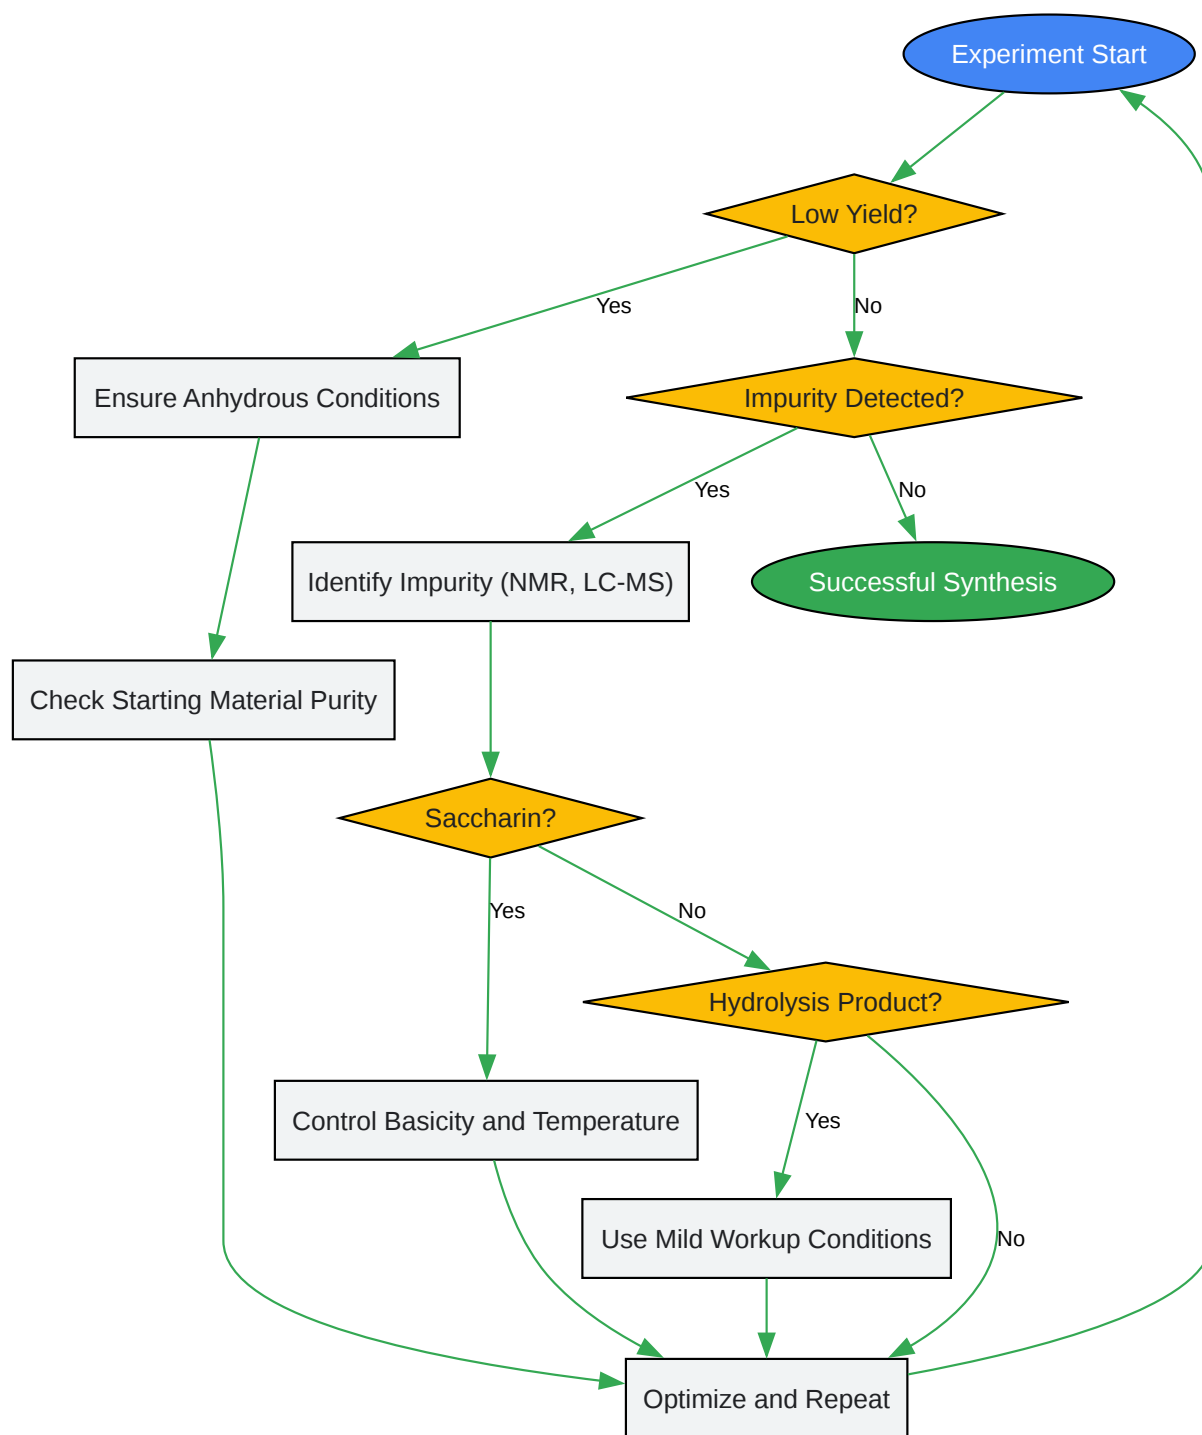 Experiment Start
Low Yield?
Yes
No
Ensure Anhydrous Conditions
Impurity Detected?
Yes
No
Identify Impurity (NMR, LC-MS)
Successful Synthesis
Check Starting Material Purity
Saccharin?
Yes
No
Hydrolysis Product?
Control Basicity and Temperature
Yes
Use Mild Workup Conditions
No
Optimize and Repeat